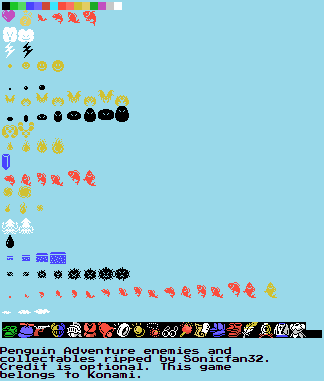 Penguin Adventure enemies and
collectables ripped by Sonicfan32.
Credit is optional. This game
belongs to Konami.